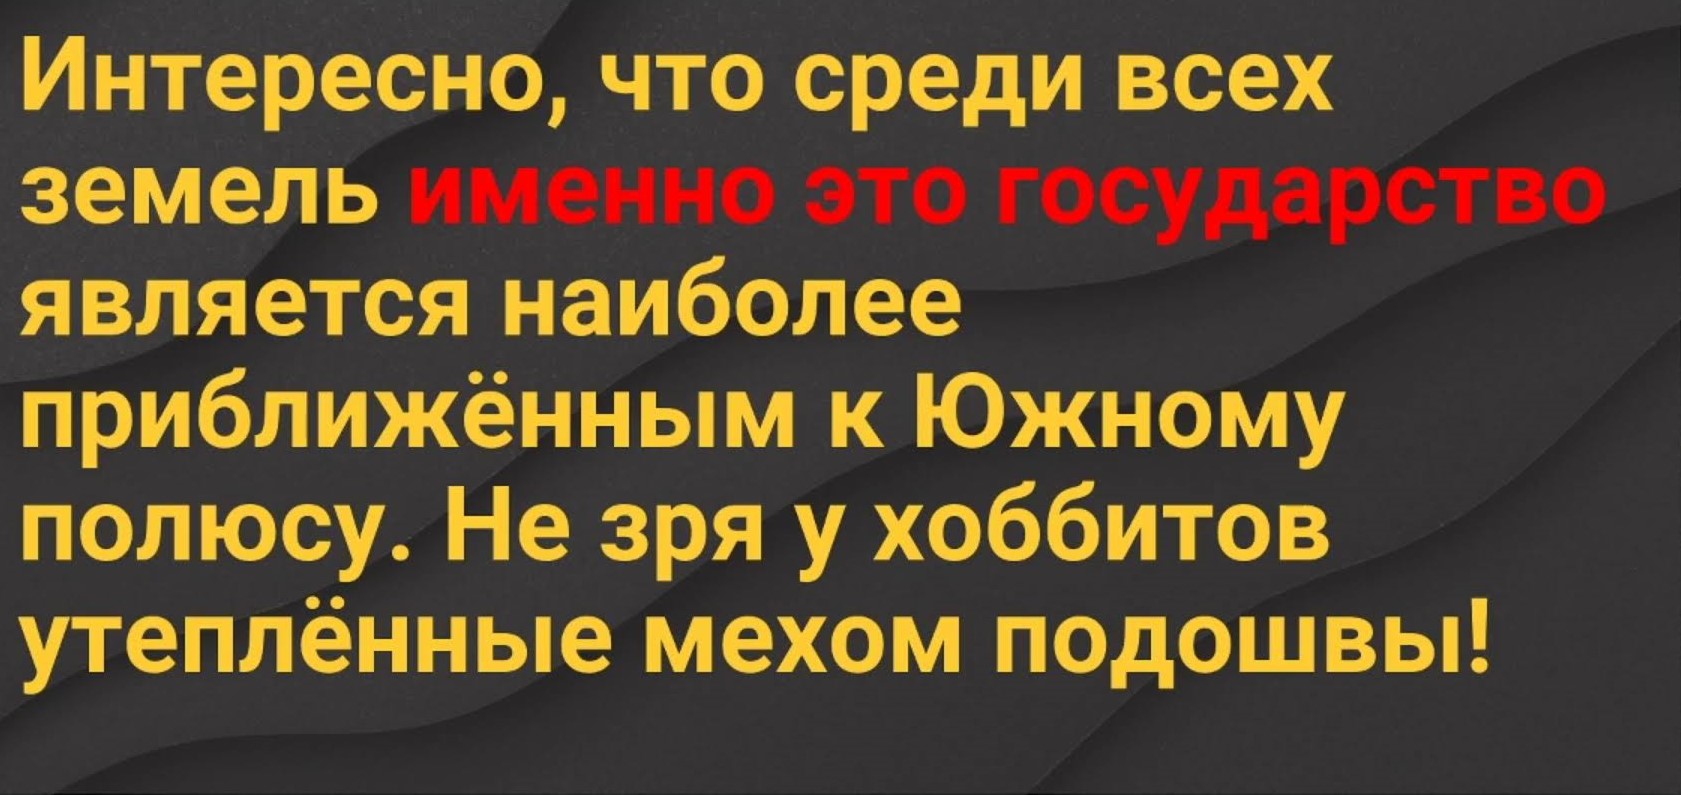 Интересно, что среди всех
земель именно это государство
является наиболее
приближённым к Южному
полюсу. Не зря у хоббитов
утеплённые мехом подошвы!